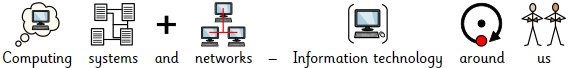 Computing systems and networks – Information technology around us